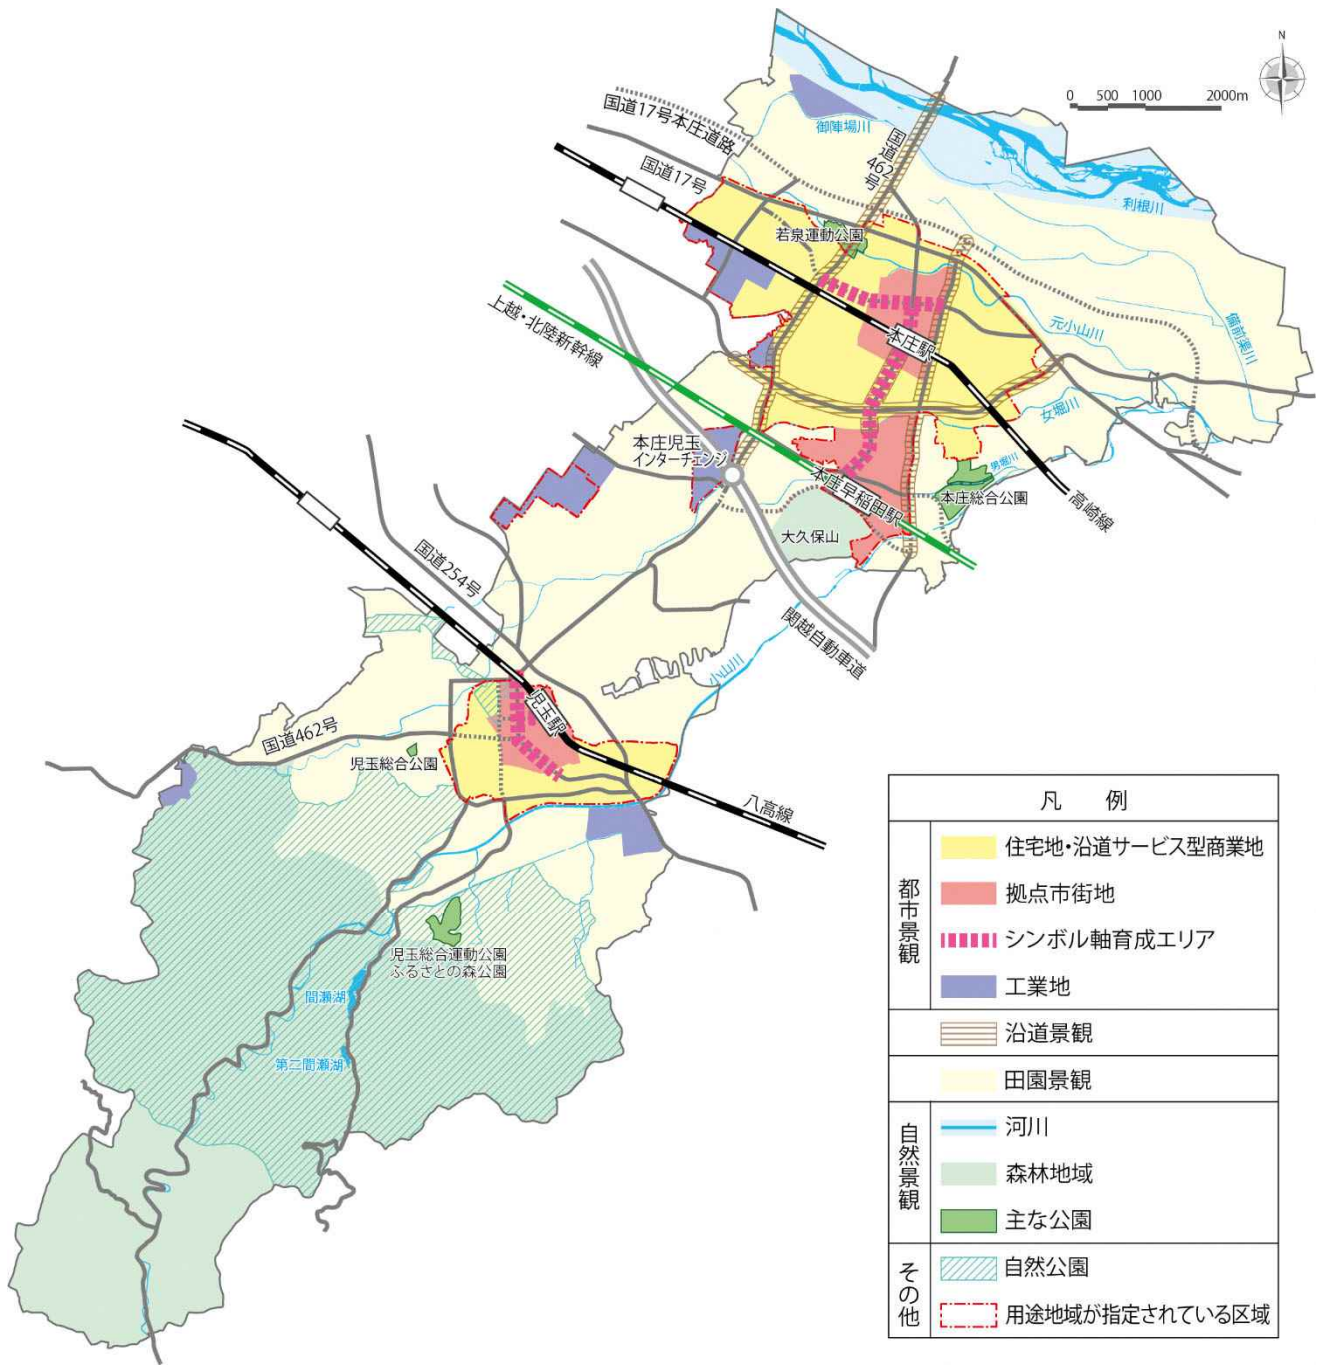 N
0 500 1000 2000m
国道17号本庄道路
御陣場川
国道462号
国道17号
利根川
若泉運動公園
上越・北陸新幹線
本庄駅
元小山川
備前渠川
女堀川
本庄児玉
インターチェンジ
男堀川
本庄早稲田駅
本庄総合公園
高崎線
大久保山
国道254号
関越自動車道
小山川
児玉駅
国道462号
児玉総合公園
八高線
児玉総合運動公園
ふるさとの森公園
間瀬湖
第二間瀬湖
凡 例
都市景観
住宅地・沿道サービス型商業地
拠点市街地
シンボル軸育成エリア
工業地
沿道景観
田園景観
自然景観
河川
森林地域
主な公園
その他
自然公園
用途地域が指定されている区域